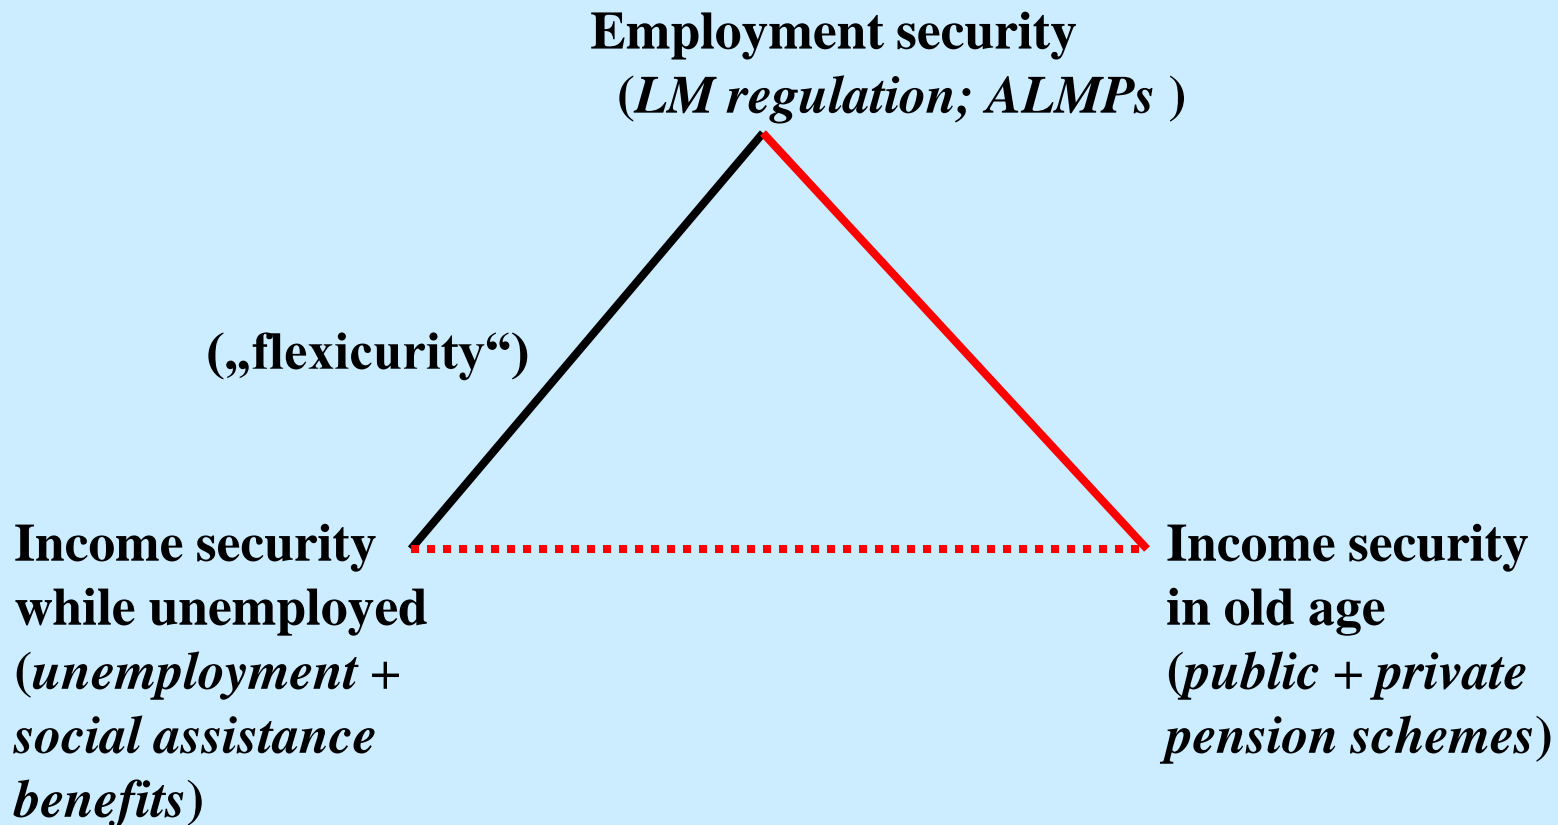 Employment security
(LM regulation; ALMPs )
(„flexicurity“)
Income security
while unemployed
(unemployment +
social assistance
benefits)
Income security
in old age
(public + private
pension schemes)